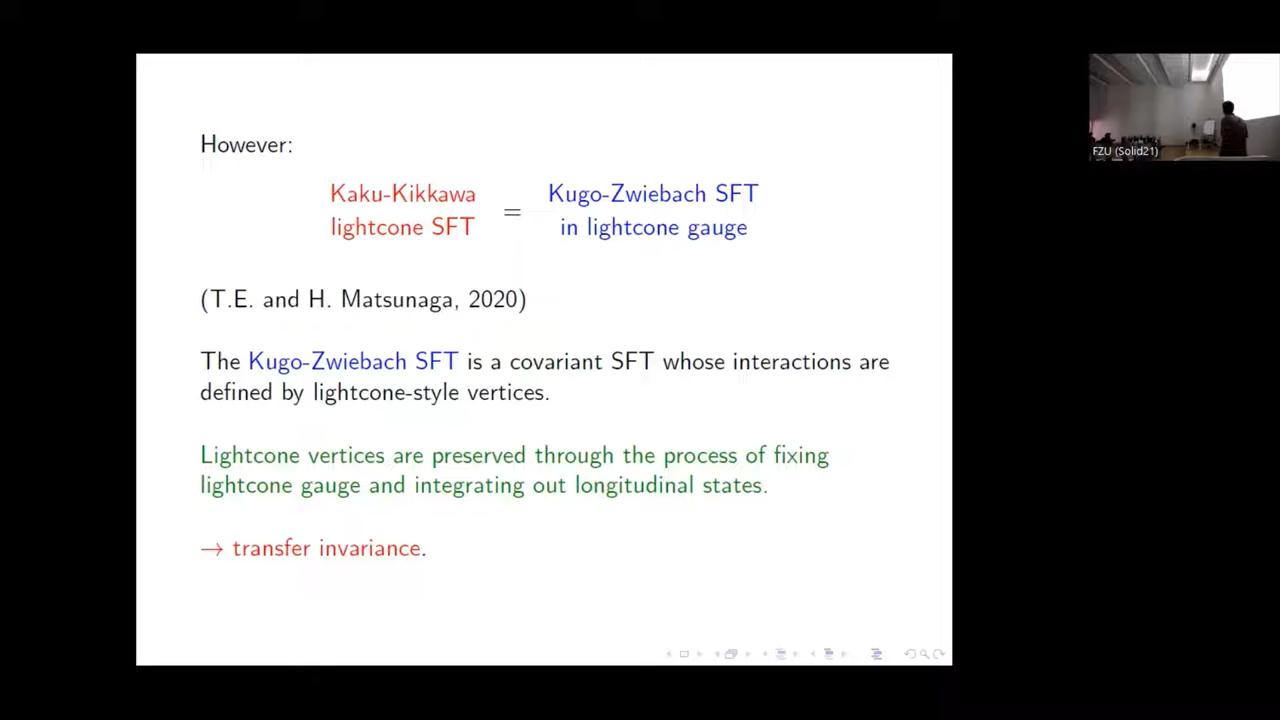 However:
Kaku-Kikkawa
lightcone SFT
=
Kugo-Zwiebach SFT
in lightcone gauge
(T.E. and H. Matsunaga, 2020)
The Kugo-Zwiebach SFT is a covariant SFT whose interactions are
defined by lightcone-style vertices.
Lightcone vertices are preserved through the process of fixing
lightcone gauge and integrating out longitudinal states.
→ transfer invariance.
FZU (Solid21)